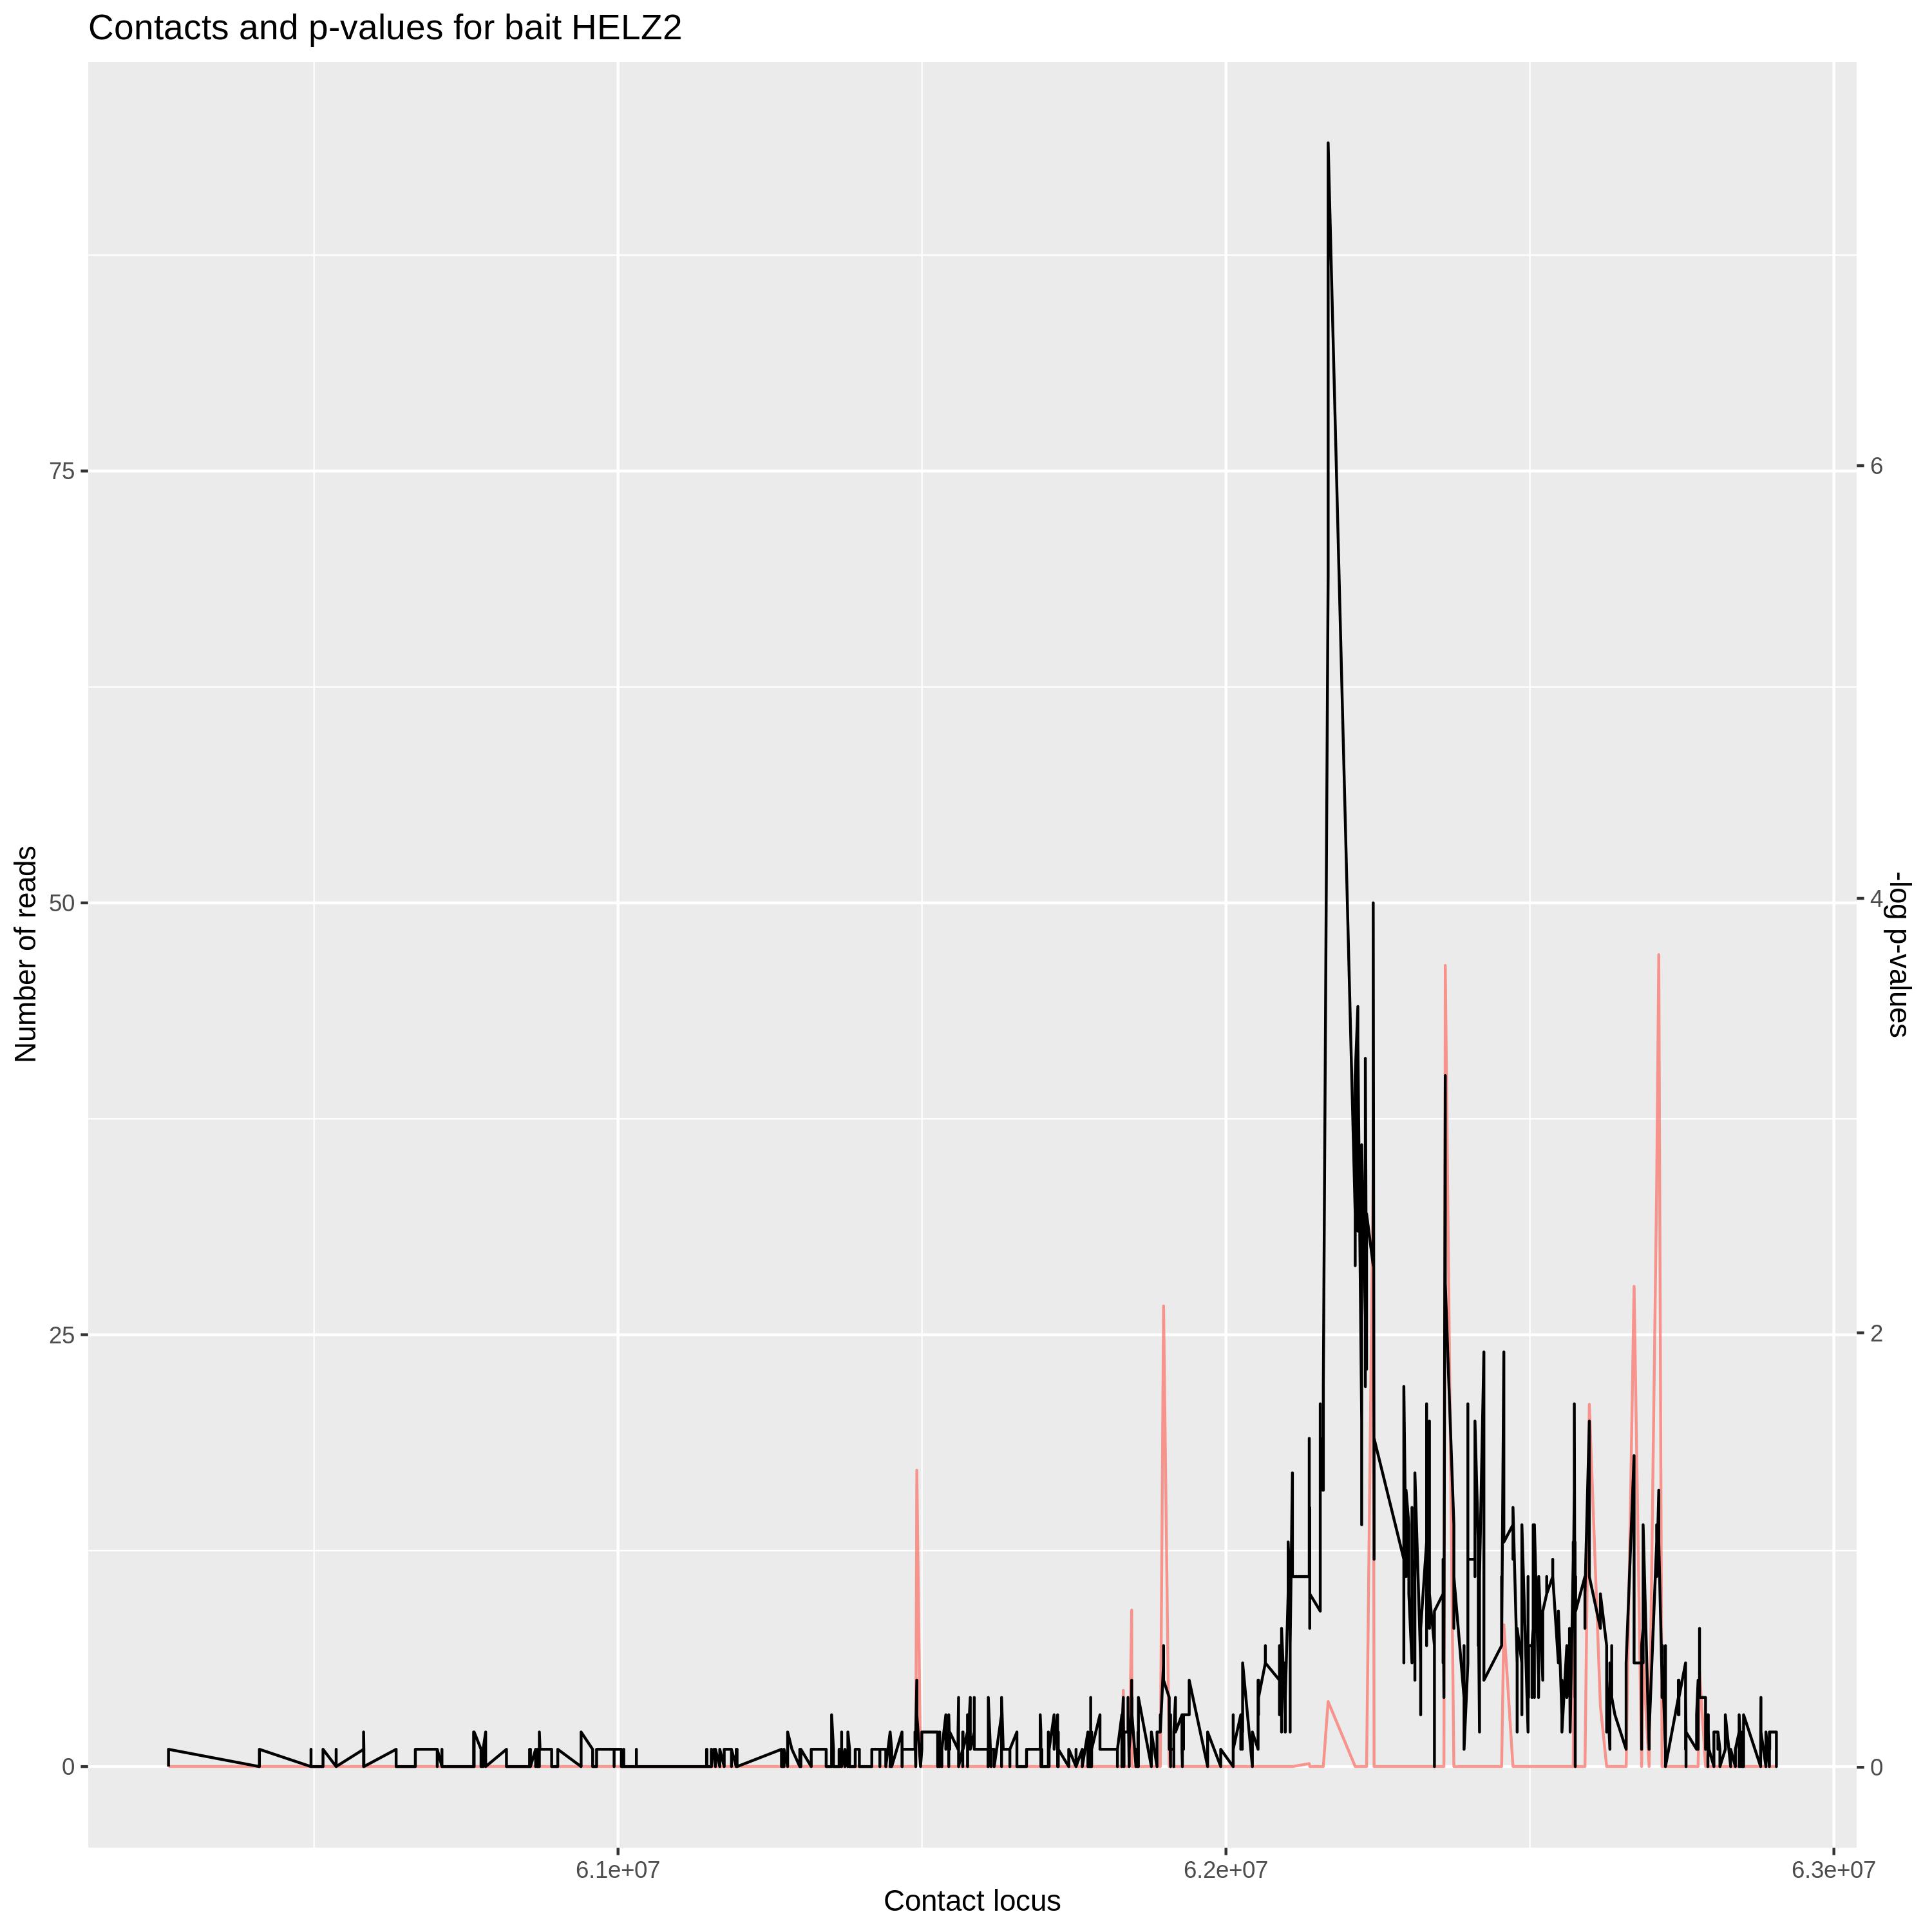 Contacts and p-values for bait HELZ2
75
50
25
0
Number of reads
6
4
2
0
-log p-values
6.1e+07
6.2e+07
6.3e+07
Contact locus